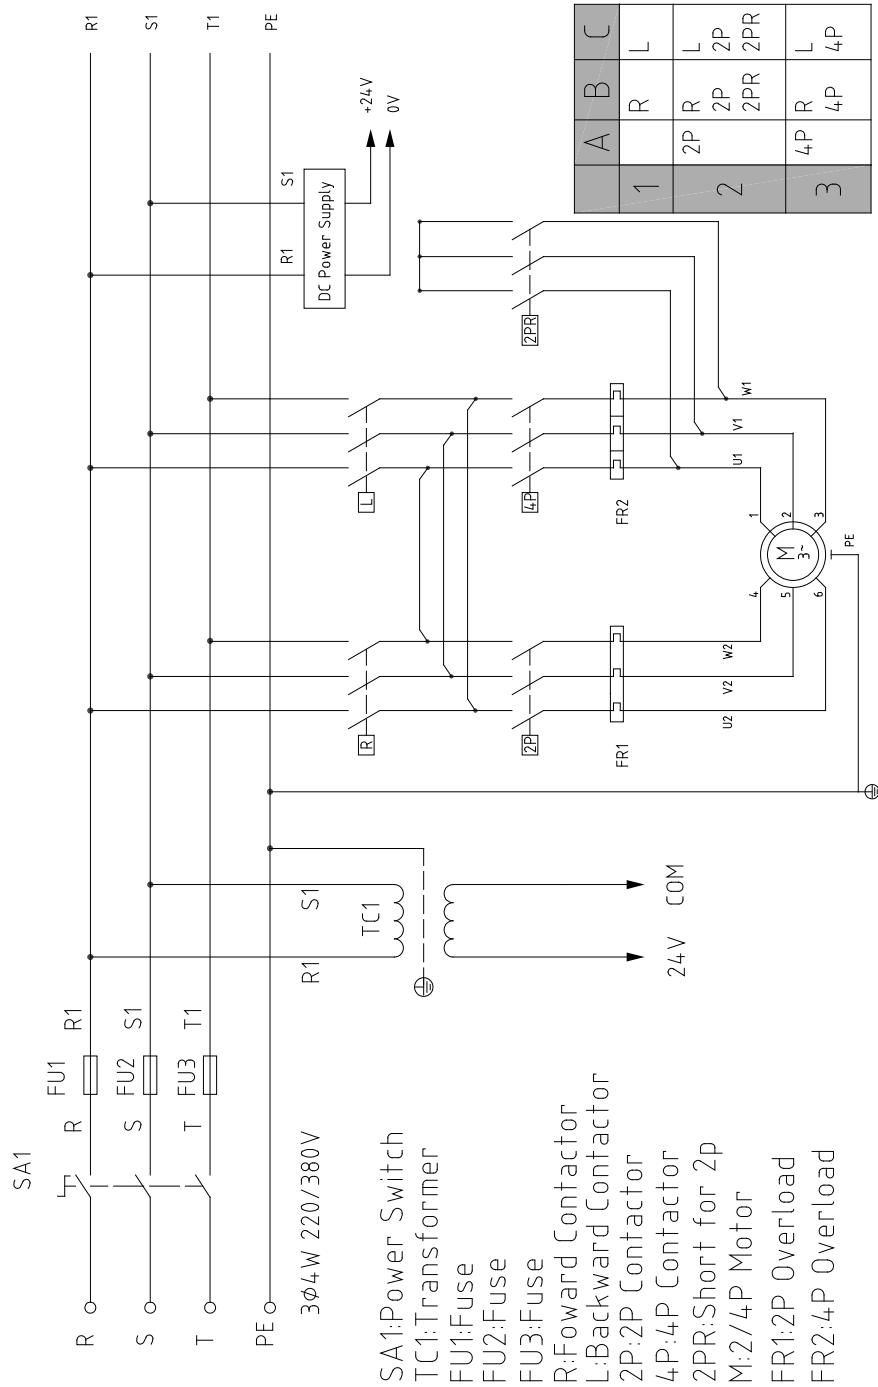 R
S
T
PE
SA1
R
S
T
FU1
FU2
FU3
R1
S1
T1
3Φ4W 220/380V
R1
S1
TC1
24V
COM
R1
S1
DC Power Supply
+24V
0V
R1
S1
T1
PE
R
L
2P
4P
2PR
FR1
FR2
U2
V2
W2
U1
V1
W1
4
5
6
1
2
3
M
3~
PE
SA1:Power Switch
TC1:Transformer
FU1:Fuse
FU2:Fuse
FU3:Fuse
R:Foward Contactor
L:Backward Contactor
2P:2P Contactor
4P:4P Contactor
2PR:Short for 2p
M:2/4P Motor
FR1:2P Overload
FR2:4P Overload
A B C
1 R L
2 2P R L
2P 2P
2PR 2PR
3 4P R L
4P 4P